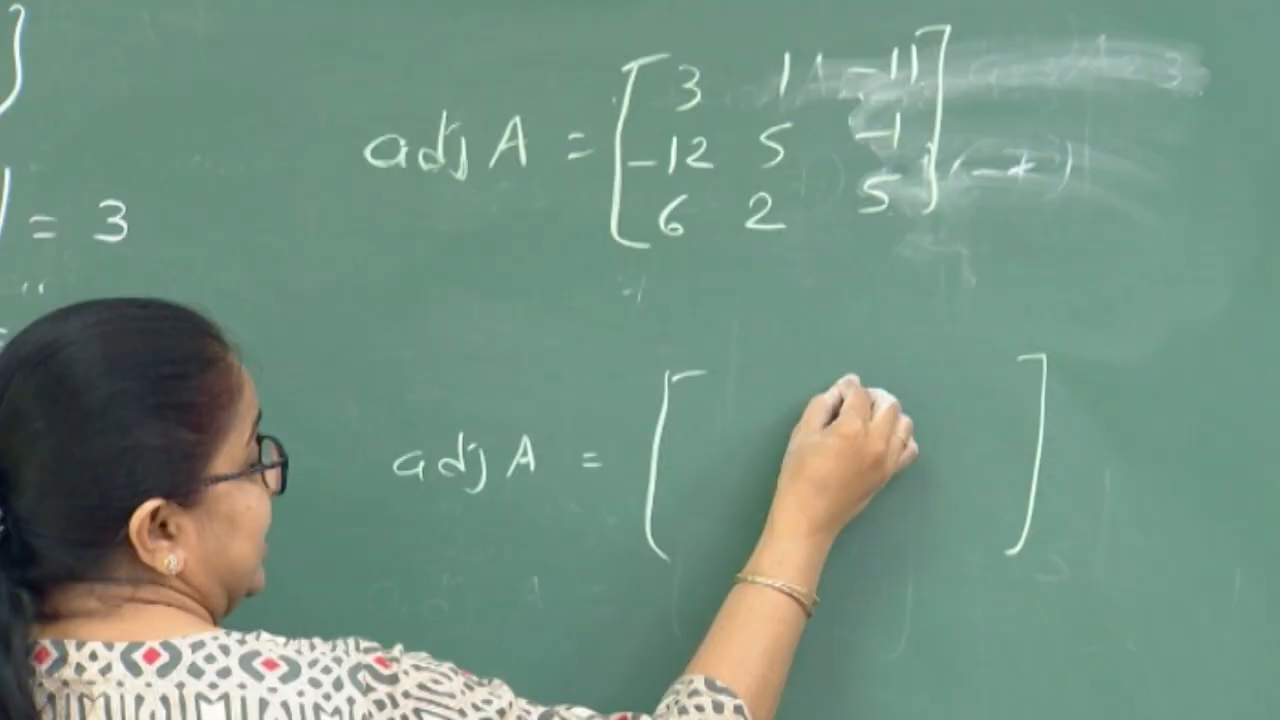 = 3
adj A = [ 3 1 -11
-12 5 -1
6 2 5 ]
adj A = [ ]